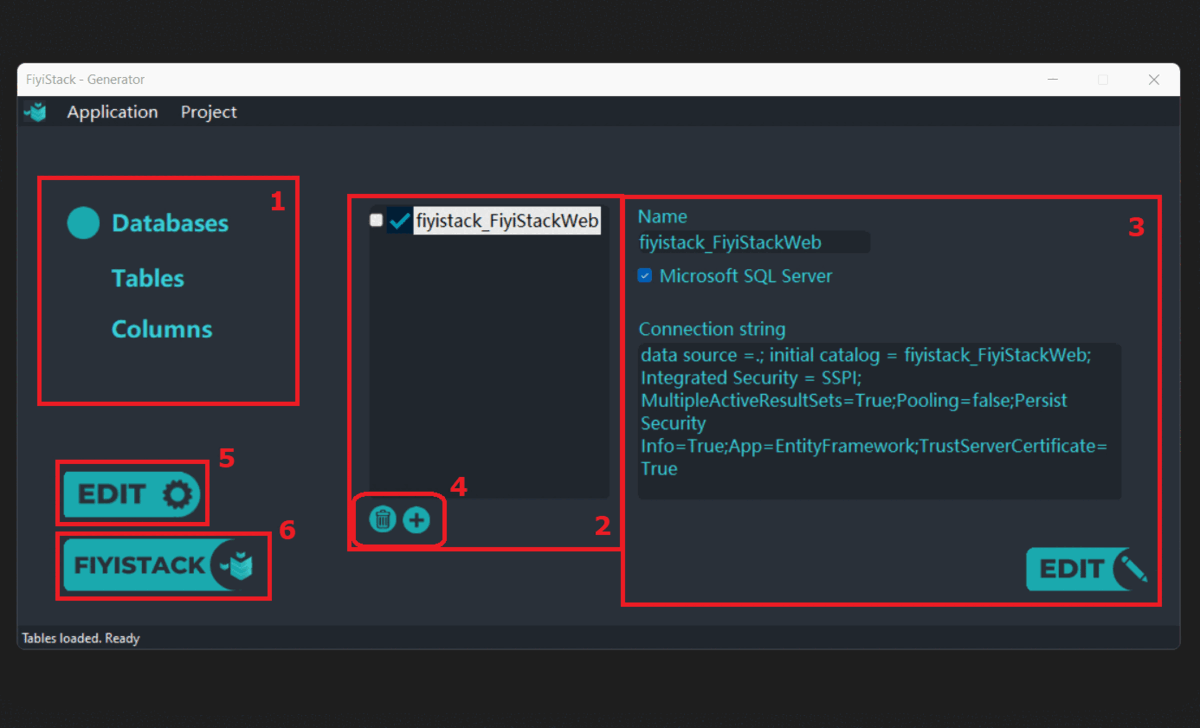 FiyiStack - Generator
Application Project
1
Databases
Tables
Columns
fiyistack_FiyiStackWeb
Name
3
fiyistack_FiyiStackWeb
Microsoft SQL Server
Connection string
data source =.; initial catalog = fiyistack_FiyiStackWeb;
Integrated Security = SSPI;
MultipleActiveResultSets=True;Pooling=false;Persist
Security
Info=True;App=EntityFramework;TrustServerCertificate=
True
5
EDIT
4
2
6
FIYISTACK
EDIT
Tables loaded. Ready